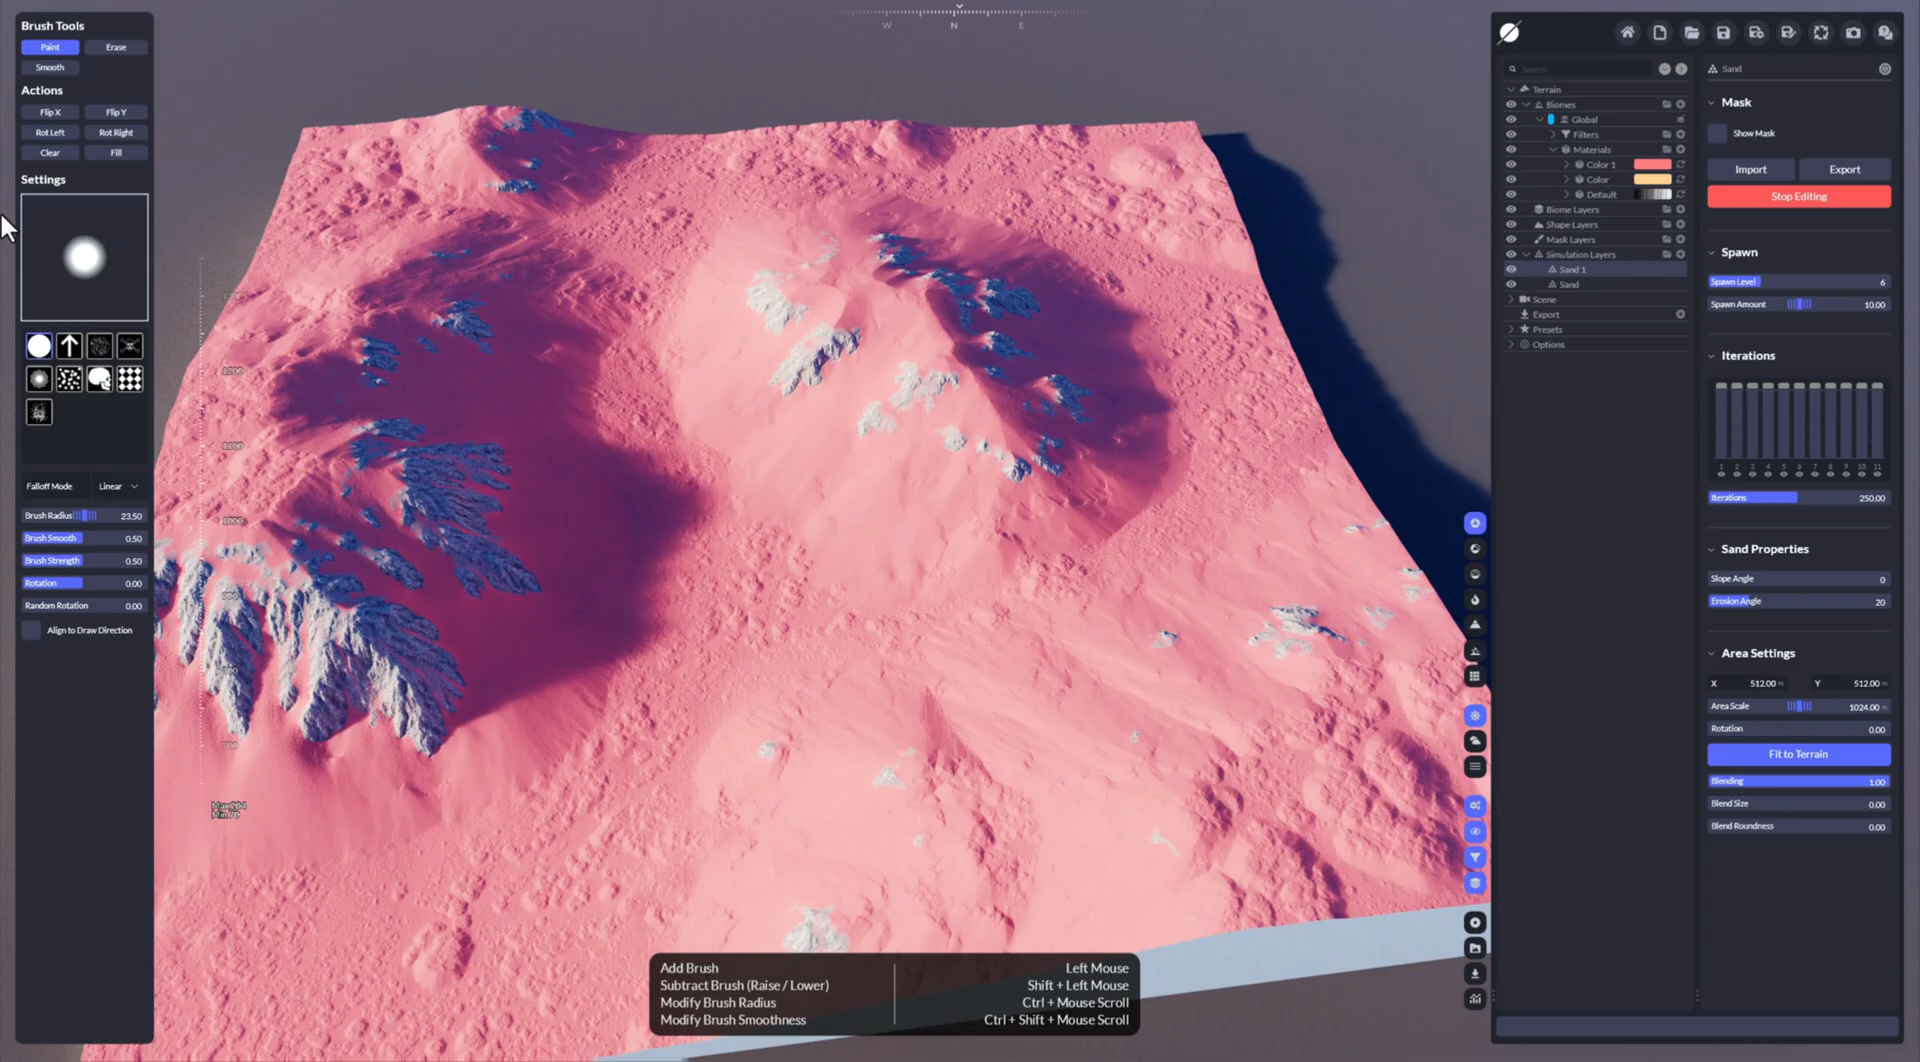 Brush Tools
Paint
Erase
Smooth
Actions
Flip X
Flip Y
Rot Left
Rot Right
Clear
Fill
Settings
Falloff Mode
Linear
Brush Radius
23.50
Brush Smooth
0.50
Brush Strength
0.50
Rotation
0.00
Random Rotation
0.00
Align to Draw Direction
W
N
E
1200
1100
1000
700
Min 76
Add Brush
Left Mouse
Subtract Brush (Raise / Lower)
Shift + Left Mouse
Modify Brush Radius
Ctrl + Mouse Scroll
Modify Brush Smoothness
Ctrl + Shift + Mouse Scroll
Search
Terrain
Biomes
Global
Filters
Materials
Color 1
Color
Default
Biome Layers
Shape Layers
Mask Layers
Simulation Layers
Sand 1
Sand
Scene
Export
Presets
Options
Sand
Mask
Show Mask
Import
Export
Stop Editing
Spawn
Spawn Level
6
Spawn Amount
10.00
Iterations
1 2 3 4 5 6 7 8 9 10 11
Iterations
250.00
Sand Properties
Slope Angle
0
Erosion Angle
20
Area Settings
X 512.00 m
Y 512.00 m
Area Scale
1024.00 m
Rotation
0.00
Fit to Terrain
Blending
1.00
Blend Size
0.00
Blend Roundness
0.00